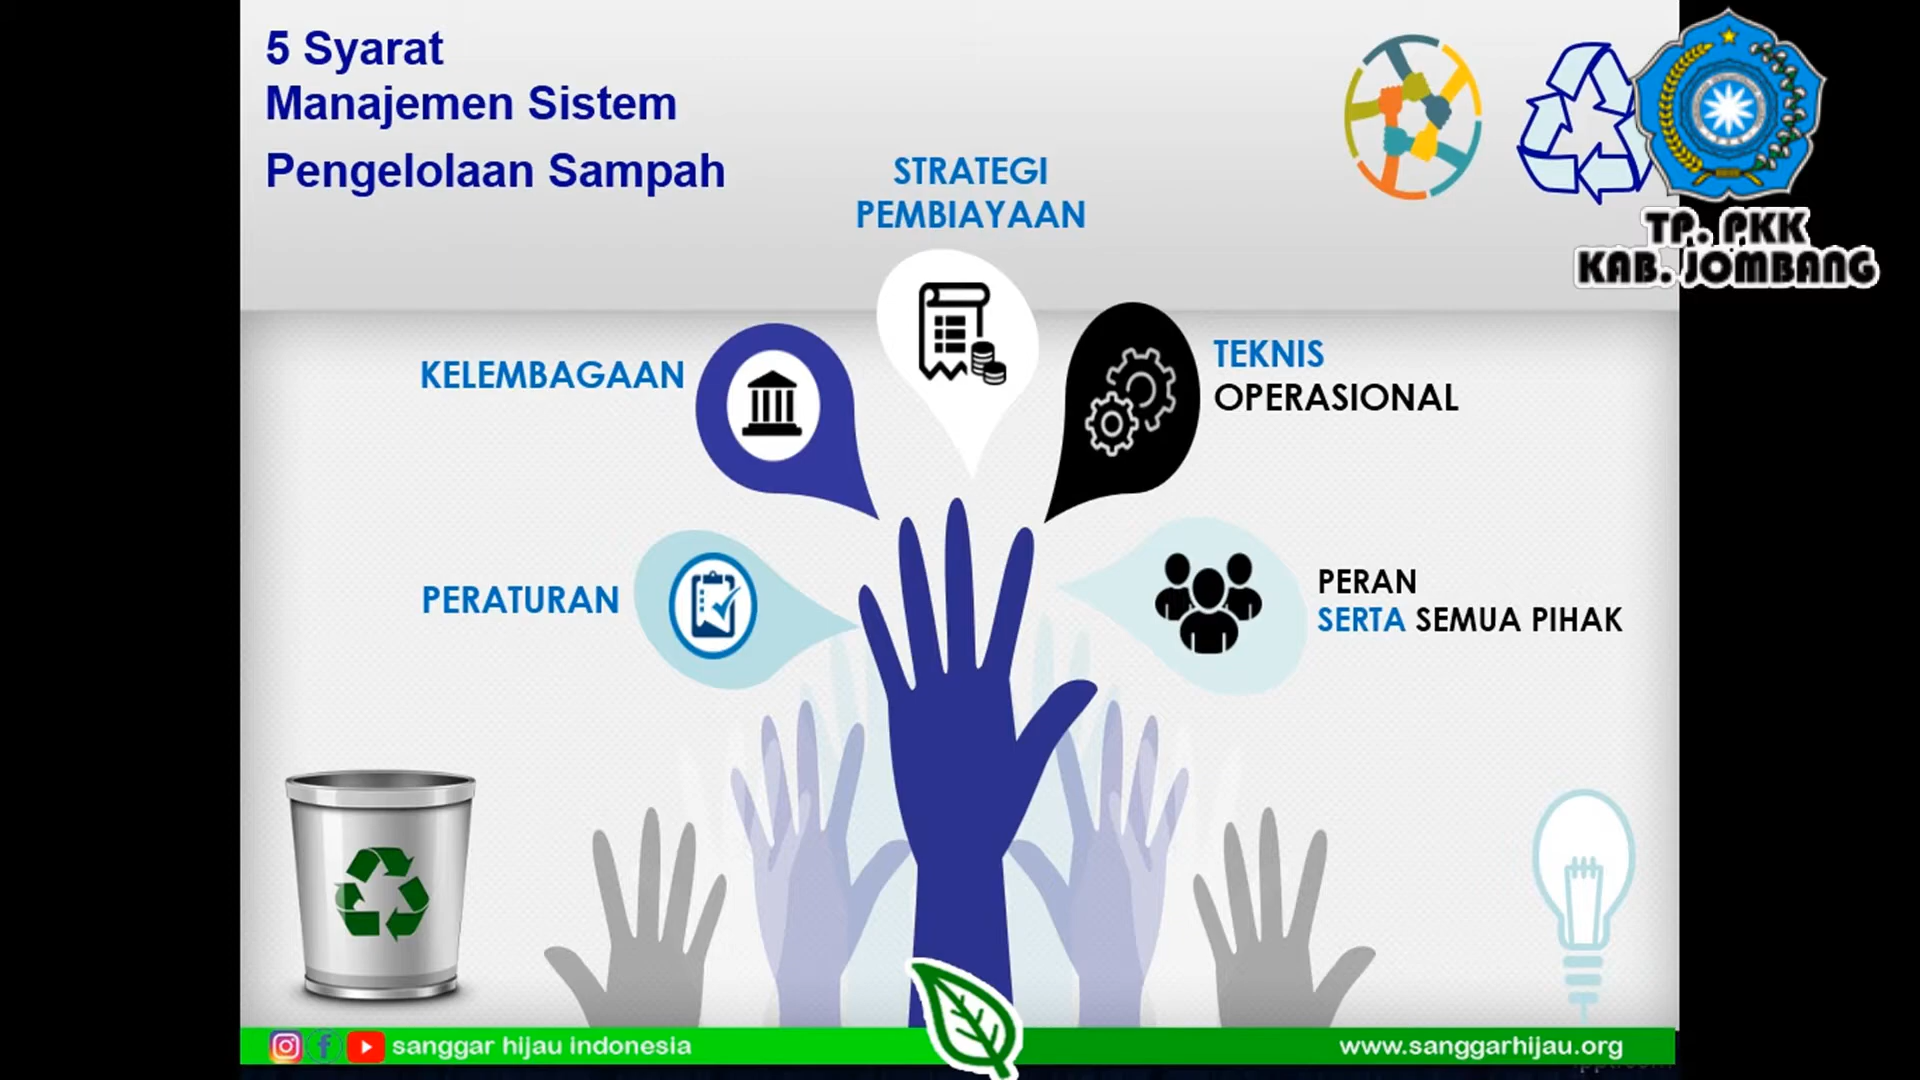 5 Syarat
Manajemen Sistem
Pengelolaan Sampah
TP. PKK
KAB. JOMBANG
STRATEGI
PEMBIAYAAN
KELEMBAGAAN
TEKNIS
OPERASIONAL
PERATURAN
PERAN
SERTA SEMUA PIHAK
sanggar hijau indonesia
www.sanggarhijau.org